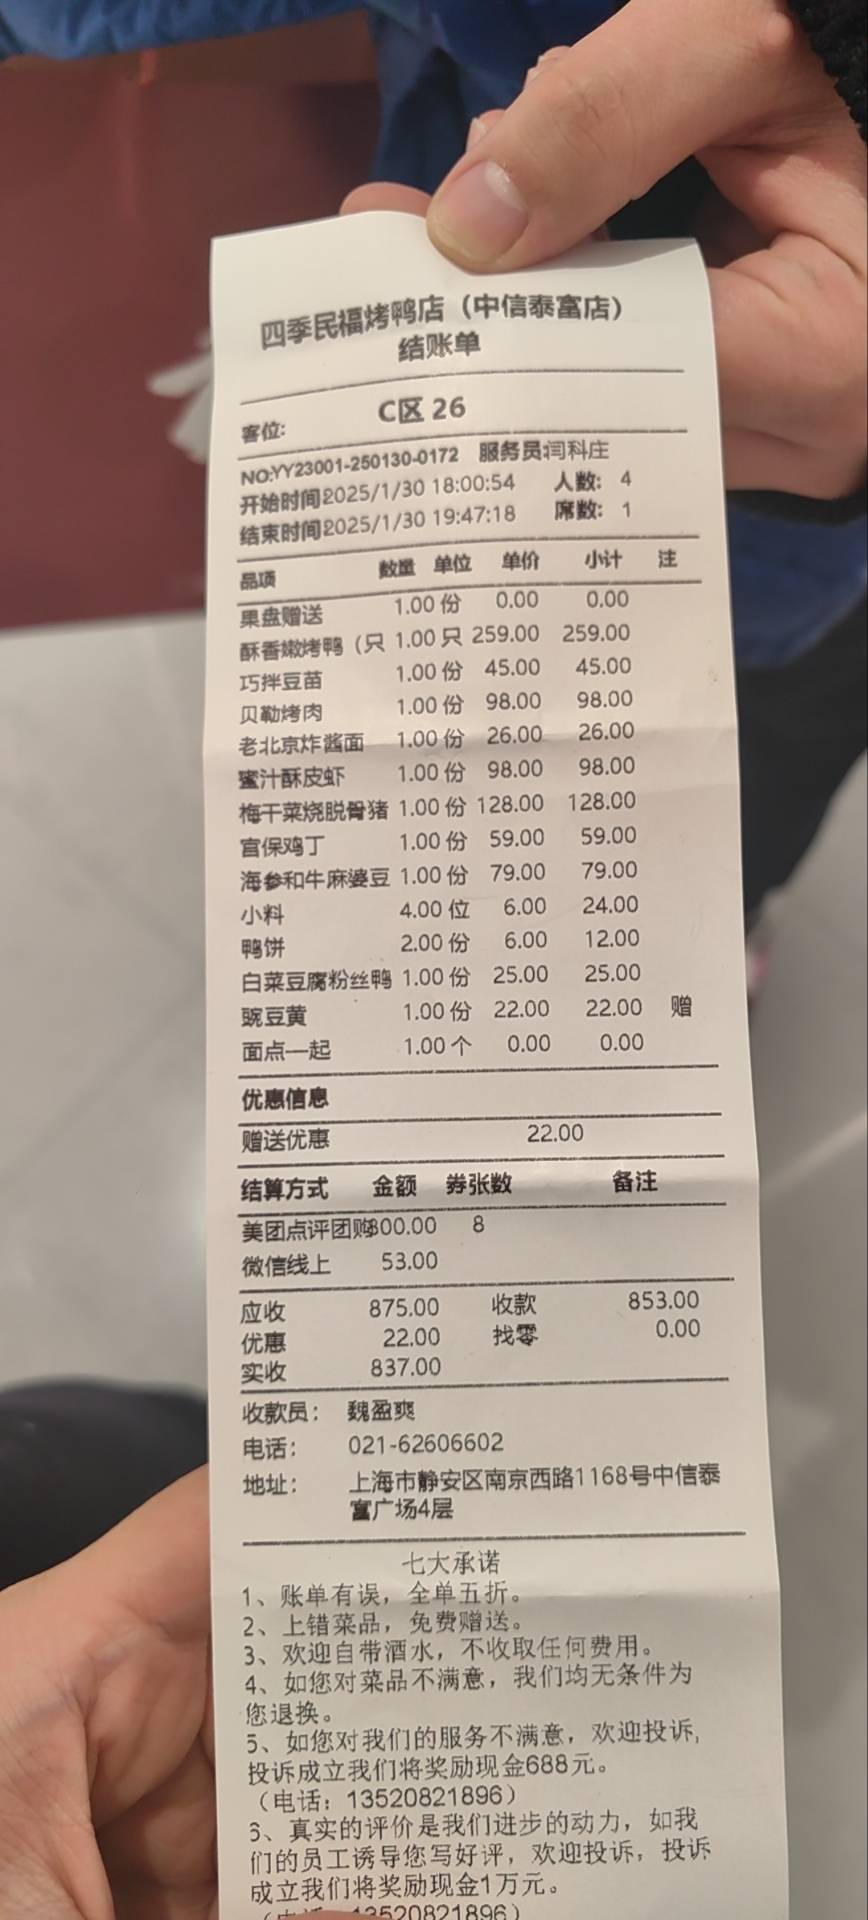 四季民福烤鸭店（中信泰富店）
结账单
客位: C区 26
NO:YY23001-250130-0172 服务员:闫科庄
开始时间:2025/1/30 18:00:54 人数: 4
结束时间:2025/1/30 19:47:18 席数: 1
品项 数量 单位 单价 小计 注
果盘赠送 1.00 份 0.00 0.00
酥香嫩烤鸭（只 1.00 只 259.00 259.00
巧拌豆苗 1.00 份 45.00 45.00
贝勒烤肉 1.00 份 98.00 98.00
老北京炸酱面 1.00 份 26.00 26.00
蜜汁酥皮虾 1.00 份 98.00 98.00
梅干菜烧脱骨猪 1.00 份 128.00 128.00
宫保鸡丁 1.00 份 59.00 59.00
海参和牛麻婆豆 1.00 份 79.00 79.00
小料 4.00 位 6.00 24.00
鸭饼 2.00 份 6.00 12.00
白菜豆腐粉丝鸭 1.00 份 25.00 25.00
豌豆黄 1.00 份 22.00 22.00 赠
面点一起 1.00 个 0.00 0.00
优惠信息
赠送优惠 22.00
结算方式 金额 券张数 备注
美团点评团购800.00 8
微信线上 53.00
应收 875.00 收款 853.00
优惠 22.00 找零 0.00
实收 837.00
收款员： 魏盈爽
电话： 021-62606602
地址： 上海市静安区南京西路1168号中信泰
富广场4层
七大承诺
1、账单有误，全单五折。
2、上错菜品，免费赠送。
3、欢迎自带酒水，不收取任何费用。
4、如您对菜品不满意，我们均无条件为
您退换。
5、如您对我们的服务不满意，欢迎投诉,
投诉成立我们将奖励现金688元。
（电话：13520821896）
6、真实的评价是我们进步的动力，如我
们的员工诱导您写好评，欢迎投诉，投诉
成立我们将奖励现金1万元。
（电话：13520821896）